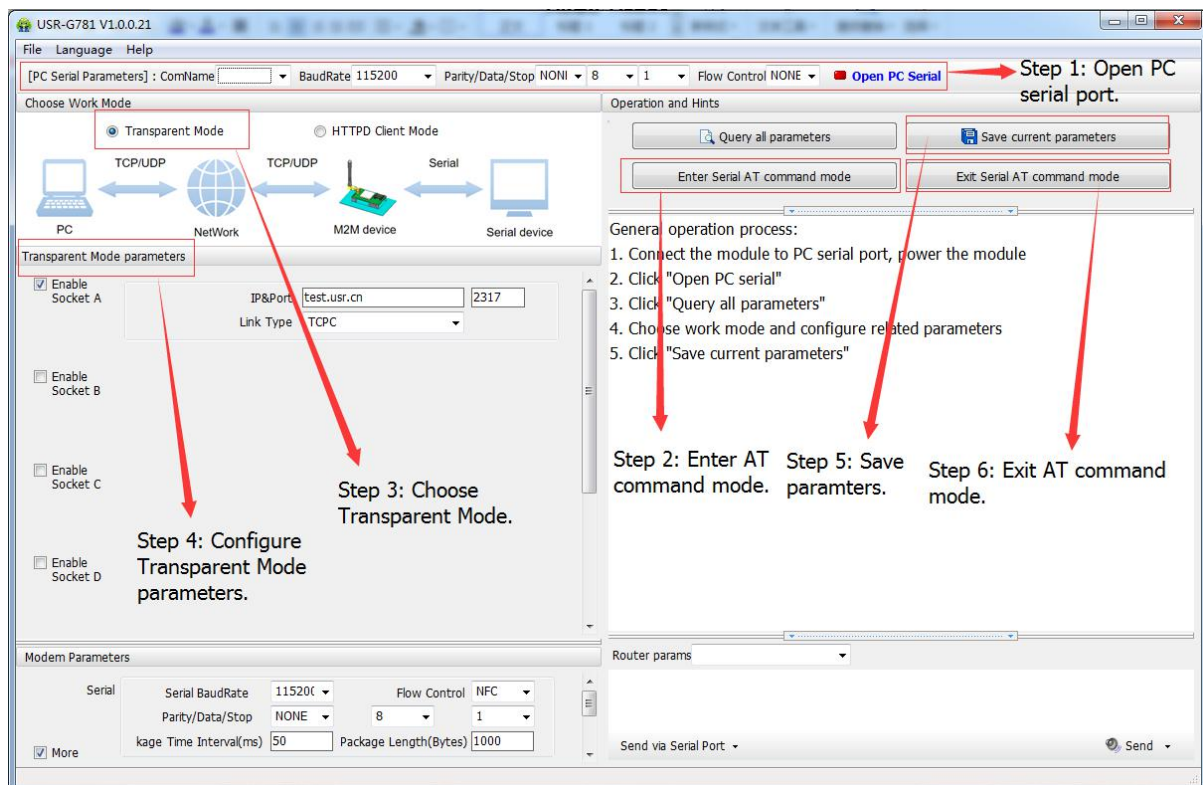 USR-G781 V1.0.0.21
File Language Help
[PC Serial Parameters] : ComName BaudRate 115200 Parity/Data/Stop NONI 8 1 Flow Control NONE Open PC Serial
Step 1: Open PC
serial port.
Choose Work Mode
Transparent Mode HTTPD Client Mode
TCP/UDP TCP/UDP Serial
PC NetWork M2M device Serial device
Transparent Mode parameters
Enable
Socket A
IP&Port test.usr.cn 2317
Link Type TCPC
Enable
Socket B
Enable
Socket C
Enable
Socket D
Step 3: Choose
Transparent Mode.
Step 4: Configure
Transparent Mode
parameters.
Modem Parameters
Serial Serial BaudRate 11520( Flow Control NFC
Parity/Data/Stop NONE 8 1
kage Time Interval(ms) 50 Package Length(Bytes) 1000
More
Operation and Hints
Query all parameters Save current parameters
Enter Serial AT command mode Exit Serial AT command mode
General operation process:
1. Connect the module to PC serial port, power the module
2. Click "Open PC serial"
3. Click "Query all parameters"
4. Choose work mode and configure related parameters
5. Click "Save current parameters"
Step 2: Enter AT
command mode.
Step 5: Save
paramters.
Step 6: Exit AT command
mode.
Router params
Send via Serial Port Send